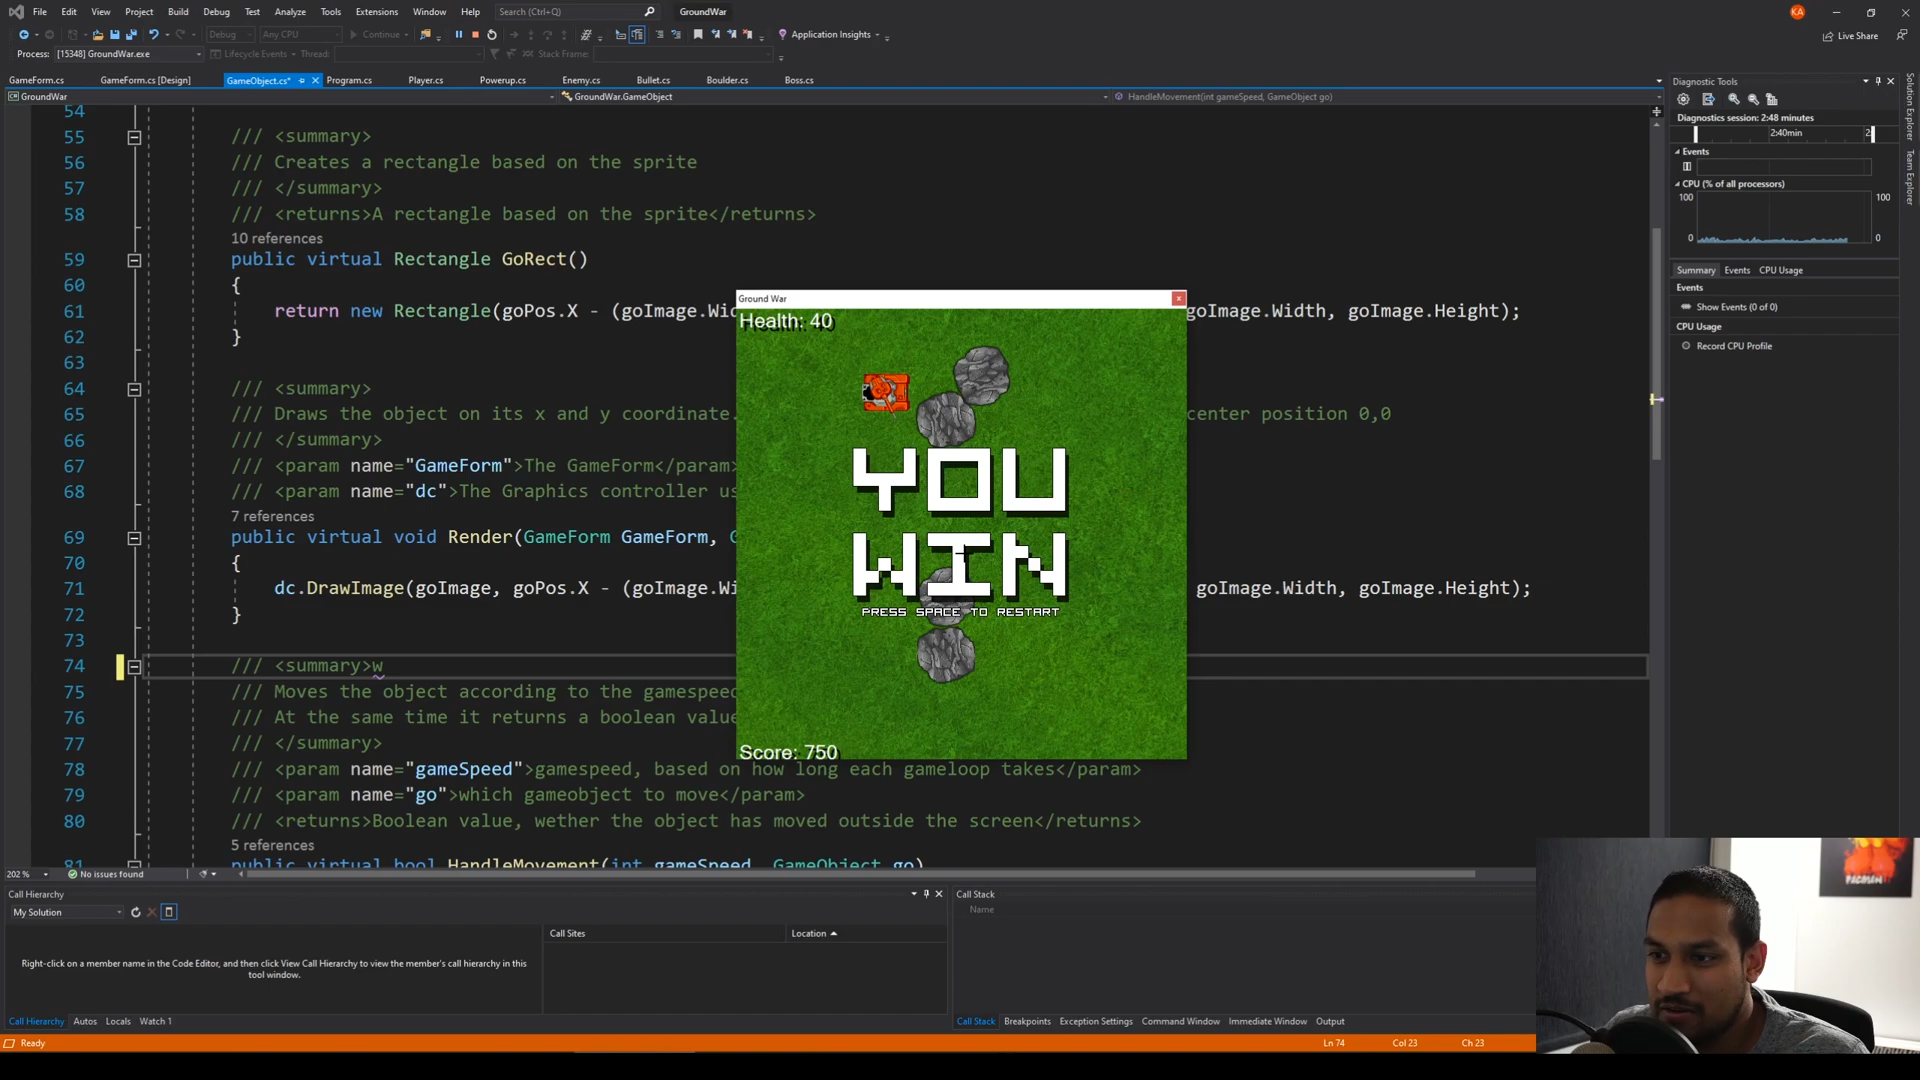 File Edit View Project Build Debug Test Analyze Tools Extensions Window Help Search (Ctrl+Q) GroundWar KA
Debug Any CPU Continue Application Insights Live Share
Process: [15348] GroundWar.exe Lifecycle Events Thread: Stack Frame:
GameForm.cs GameForm.cs [Design] GameObject.cs* Program.cs Player.cs Powerup.cs Enemy.cs Bullet.cs Boulder.cs Boss.cs
GroundWar GroundWar.GameObject HandleMovement(int gameSpeed, GameObject go)
54
55 /// <summary>
56 /// Creates a rectangle based on the sprite
57 /// </summary>
58 /// <returns>A rectangle based on the sprite</returns>
10 references
59 public virtual Rectangle GoRect()
60 {
61 return new Rectangle(goPos.X - (goImage.Wid goImage.Width, goImage.Height);
62 }
63
64 /// <summary>
65 /// Draws the object on its x and y coordinate. center position 0,0
66 /// </summary>
67 /// <param name="GameForm">The GameForm</param>
68 /// <param name="dc">The Graphics controller us
7 references
69 public virtual void Render(GameForm GameForm, G
70 {
71 dc.DrawImage(goImage, goPos.X - (goImage.Wi goImage.Width, goImage.Height);
72 }
73
74 /// <summary>w
75 /// Moves the object according to the gamespeed
76 /// At the same time it returns a boolean value
77 /// </summary>
78 /// <param name="gameSpeed">gamespeed, based on how long each gameloop takes</param>
79 /// <param name="go">which gameobject to move</param>
80 /// <returns>Boolean value, wether the object has moved outside the screen</returns>
5 references
81 public virtual bool HandleMovement(int gameSpeed, GameObject go)
Ground War
Health: 40
YOU
WIN
PRESS SPACE TO RESTART
Score: 750
Diagnostic Tools
Diagnostics session: 2:48 minutes
2:40min 2:
Events
CPU (% of all processors)
100 100
0 0
Summary Events CPU Usage
Events
Show Events (0 of 0)
CPU Usage
Record CPU Profile
Solution Explorer
Team Explorer
202 % No issues found
Call Hierarchy
My Solution
Call Sites Location
Right-click on a member name in the Code Editor, and then click View Call Hierarchy to view the member's call hierarchy in this
tool window.
Call Hierarchy Autos Locals Watch 1
Call Stack
Name
Call Stack Breakpoints Exception Settings Command Window Immediate Window Output
Ready Ln 74 Col 23 Ch 23
PACMAN